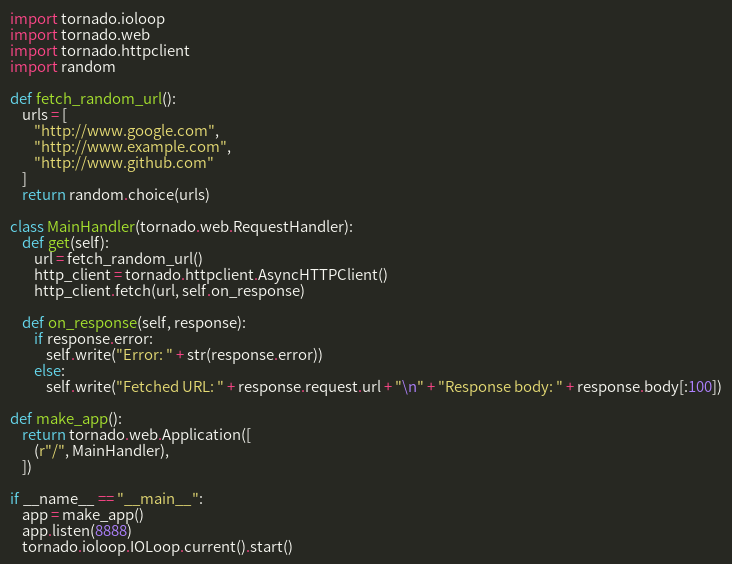 import tornado.ioloop
import tornado.web
import tornado.httpclient
import random

def fetch_random_url():
    urls = [
        "http://www.google.com",
        "http://www.example.com",
        "http://www.github.com"
    ]
    return random.choice(urls)

class MainHandler(tornado.web.RequestHandler):
    def get(self):
        url = fetch_random_url()
        http_client = tornado.httpclient.AsyncHTTPClient()
        http_client.fetch(url, self.on_response)

    def on_response(self, response):
        if response.error:
            self.write("Error: " + str(response.error))
        else:
            self.write("Fetched URL: " + response.request.url + "\n" + "Response body: " + response.body[:100])

def make_app():
    return tornado.web.Application([
        (r"/", MainHandler),
    ])

if __name__ == "__main__":
    app = make_app()
    app.listen(8888)
    tornado.ioloop.IOLoop.current().start()